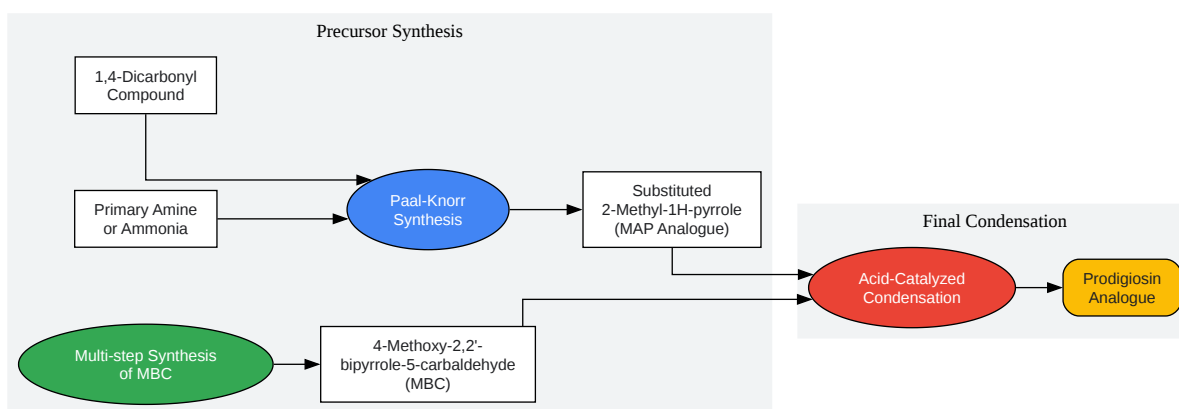 Precursor Synthesis
1,4-Dicarbonyl
Compound
Primary Amine
or Ammonia
Paal-Knorr
Synthesis
Substituted
2-Methyl-1H-pyrrole
(MAP Analogue)
Multi-step Synthesis
of MBC
4-Methoxy-2,2'-
bipyrrole-5-carbaldehyde
(MBC)
Final Condensation
Acid-Catalyzed
Condensation
Prodigiosin
Analogue